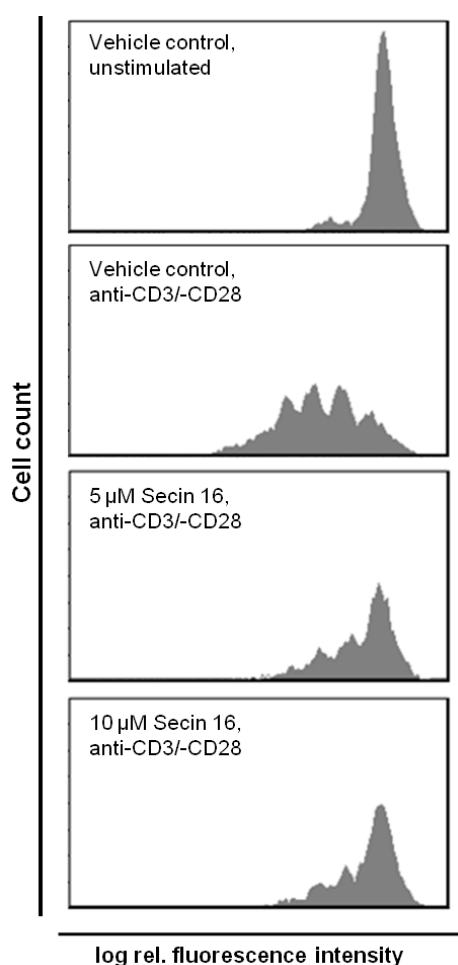 Vehicle control,
unstimulated
Vehicle control,
anti-CD3/-CD28
5 µM Secin 16,
anti-CD3/-CD28
10 µM Secin 16,
anti-CD3/-CD28
Cell count
log rel. fluorescence intensity